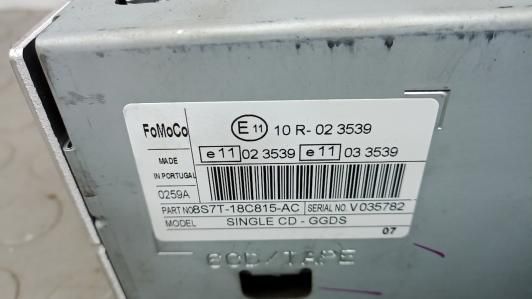 FoMoCo E 11 10 R- 02 3539
MADE e 11 02 3539 e 11 03 3539
IN PORTUGAL
0259A
PART NO 8S7T-18C815-AC SERIAL NO. V 035782
MODEL SINGLE CD - GGDS
07
6CD/TAPE